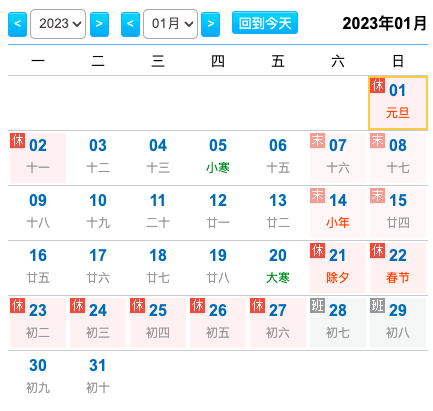 < 2023 > < 01月 > 回到今天 2023年01月
一 二 三 四 五 六 日
休 01
元旦
休 02 03 04 05 06 末 07 末 08
十一 十二 十三 小寒 十五 十六 十七
09 10 11 12 13 末 14 末 15
十八 十九 二十 廿一 廿二 小年 廿四
16 17 18 19 20 休 21 休 22
廿五 廿六 廿七 廿八 大寒 除夕 春节
休 23 休 24 休 25 休 26 休 27 班 28 班 29
初二 初三 初四 初五 初六 初七 初八
30 31
初九 初十